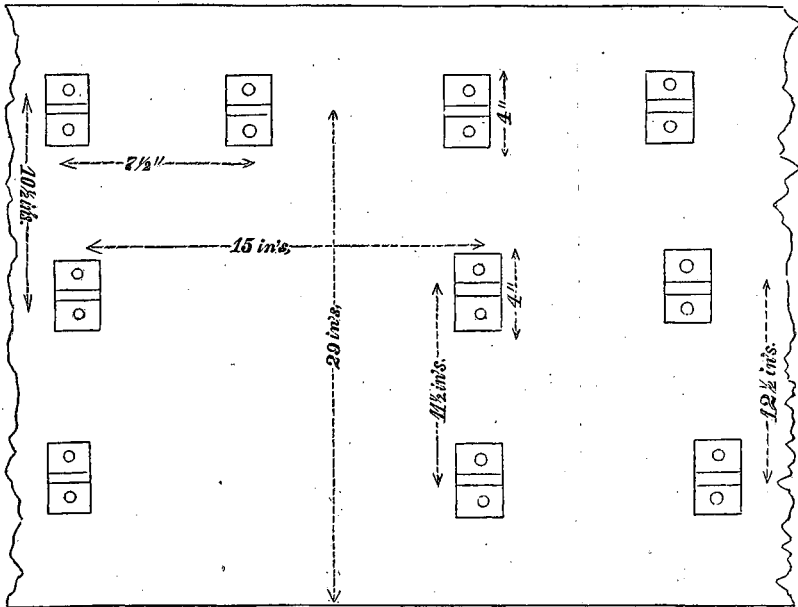 4"
7½"
10½ in's.
15 in's,
4"
29 in's,
11½ in's.
12½ in's.